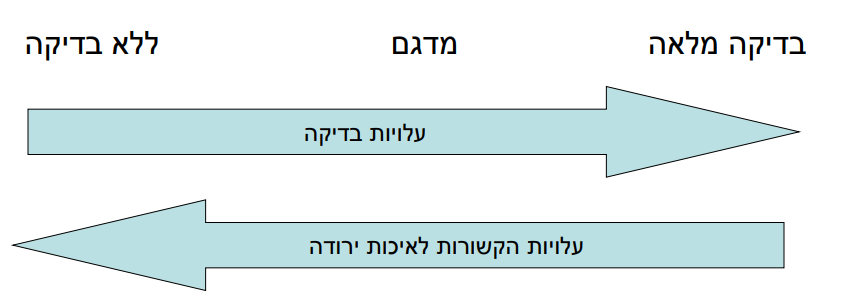 בדיקה מלאה
מדגם
ללא בדיקה
עלויות בדיקה
עלויות הקשורות לאיכות ירודה